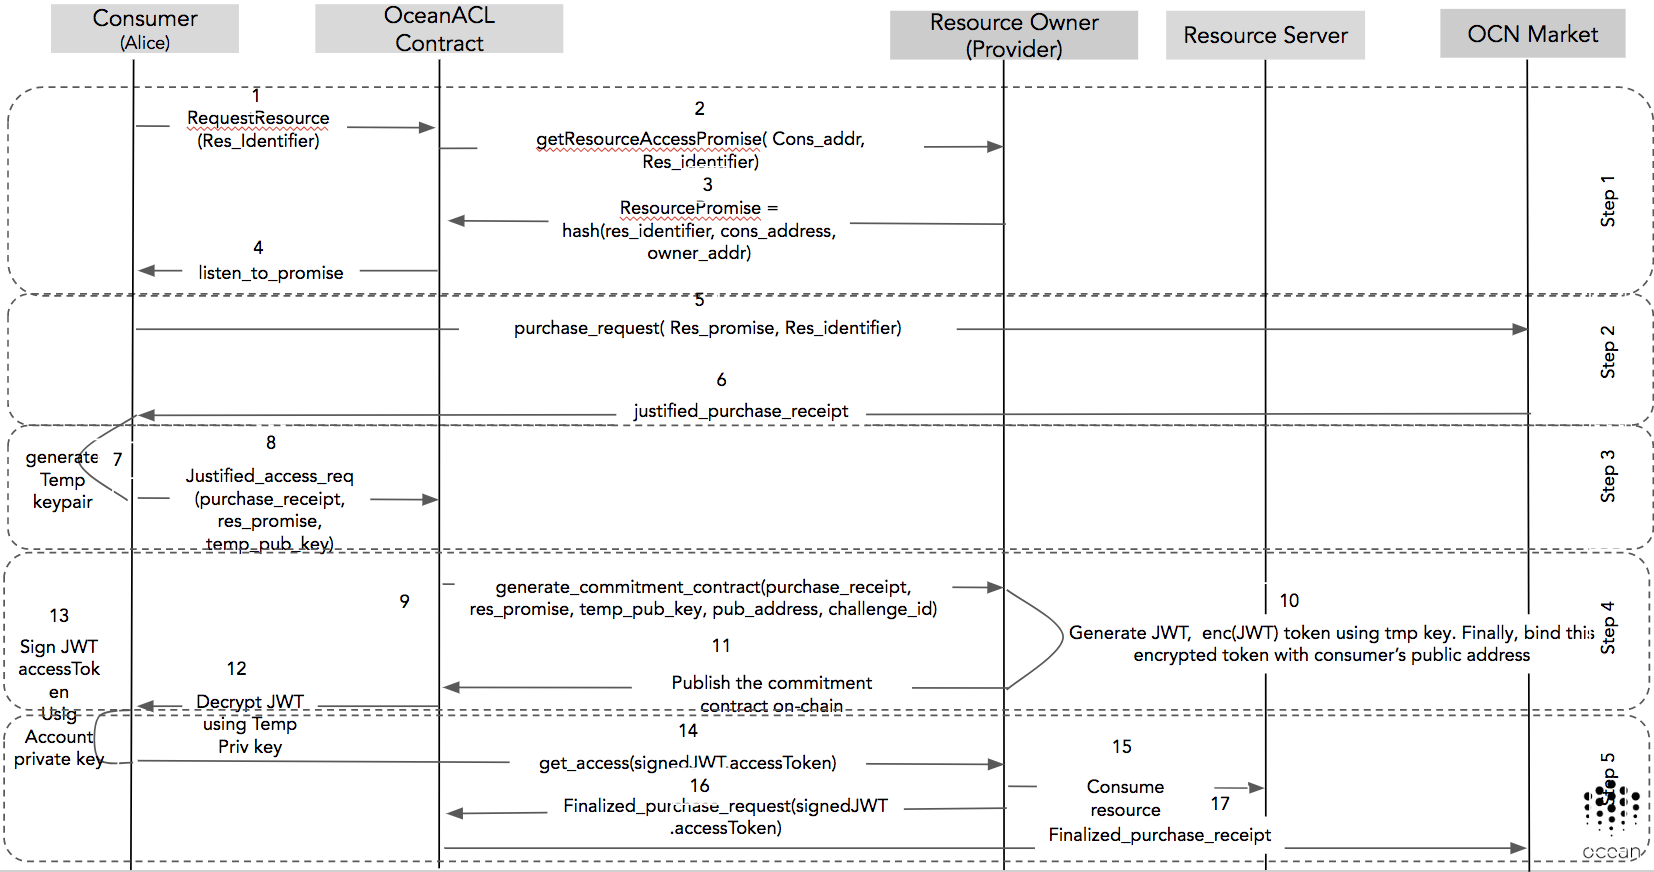 Consumer
(Alice)
OceanACL
Contract
Resource Owner
(Provider)
Resource Server
OCN Market
1
RequestResource
(Res_Identifier)
2
getResourceAccessPromise( Cons_addr,
Res_identifier)
3
ResourcePromise =
hash(res_identifier, cons_address,
owner_addr)
4
listen_to_promise
Step 1
5
purchase_request( Res_promise, Res_identifier)
6
justified_purchase_receipt
Step 2
generate
Temp
keypair
7
8
Justified_access_req
(purchase_receipt,
res_promise,
temp_pub_key)
Step 3
9
generate_commitment_contract(purchase_receipt,
res_promise, temp_pub_key, pub_address, challenge_id)
10
Generate JWT,  enc(JWT) token using tmp key. Finally, bind this
encrypted token with consumer's public address
11
Publish the commitment
contract on-chain
12
Decrypt JWT
using Temp
Priv key
13
Sign JWT
accessTok
en
Usig
Account
private key
Step 4
14
get_access(signedJWT.accessToken)
15
Consume
resource
16
Finalized_purchase_request(signedJWT
.accessToken)
17
Finalized_purchase_receipt
Step 5
ocean